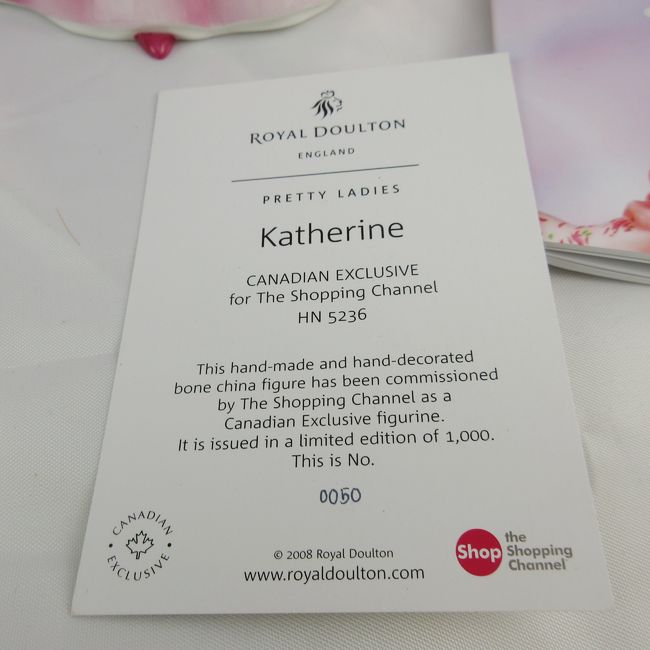 ROYAL DOULTON
ENGLAND
PRETTY LADIES
Katherine
CANADIAN EXCLUSIVE
for The Shopping Channel
HN 5236
This hand-made and hand-decorated
bone china figure has been commissioned
by The Shopping Channel as a
Canadian Exclusive figurine.
It is issued in a limited edition of 1,000.
This is No.
0050
CANADIAN
EXCLUSIVE
© 2008 Royal Doulton
www.royaldoulton.com
Shop
the
Shopping
Channel